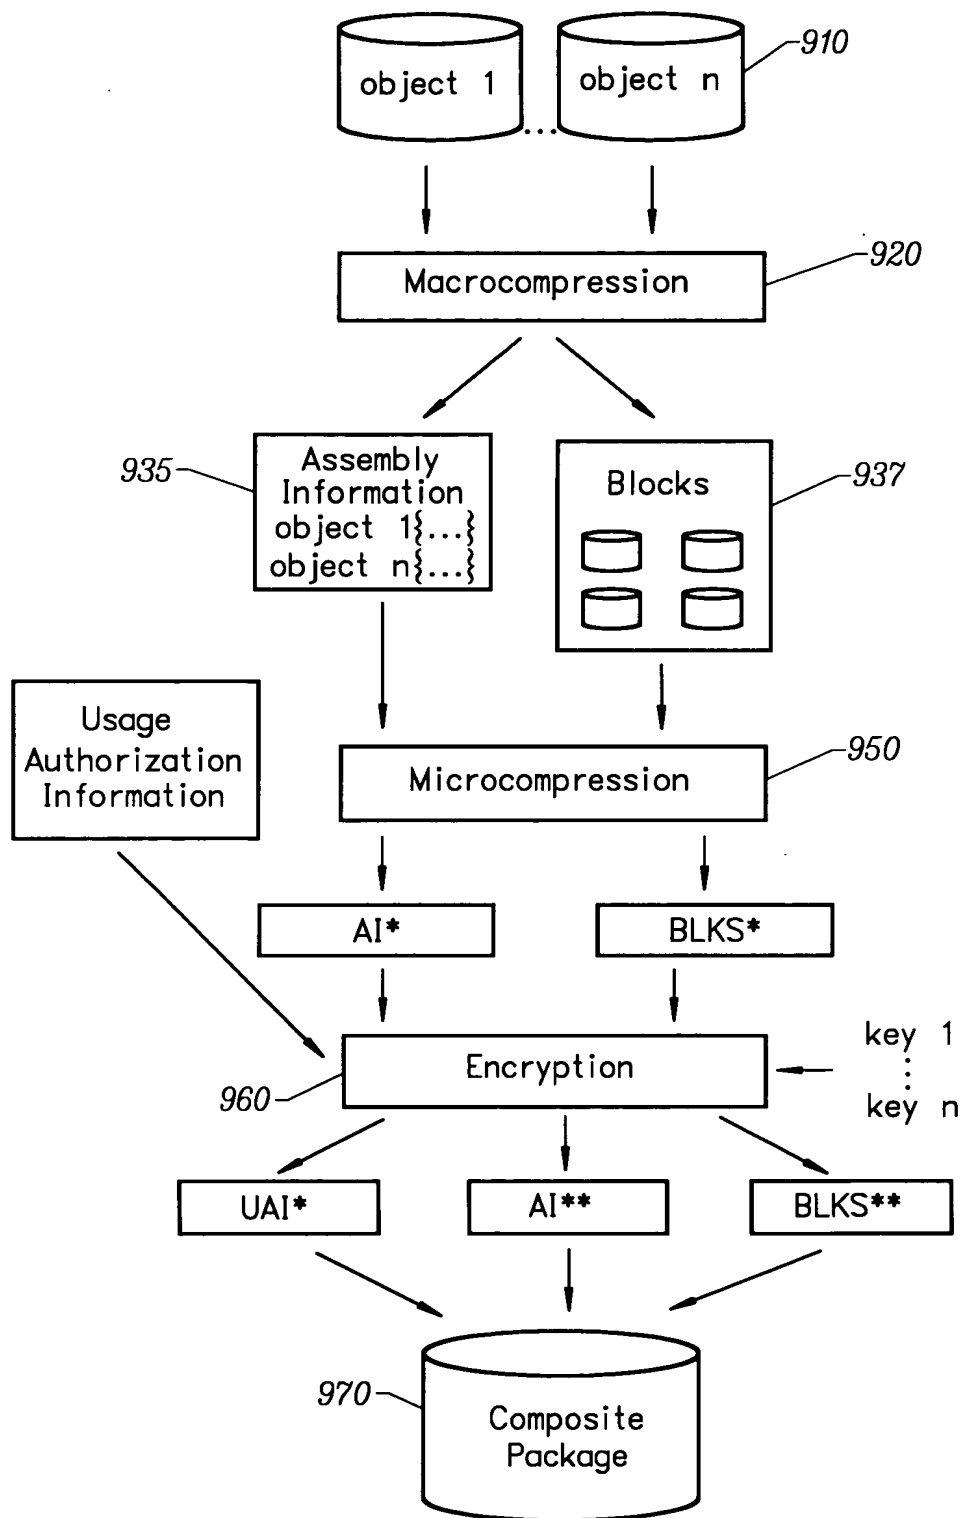 object 1
...
object n
910
Macrocompression
920
935
Assembly
Information
object 1{...}
object n{...}
Blocks
937
Usage
Authorization
Information
Microcompression
950
AI*
BLKS*
Encryption
960
key 1
⋮
key n
UAI*
AI**
BLKS**
970
Composite
Package